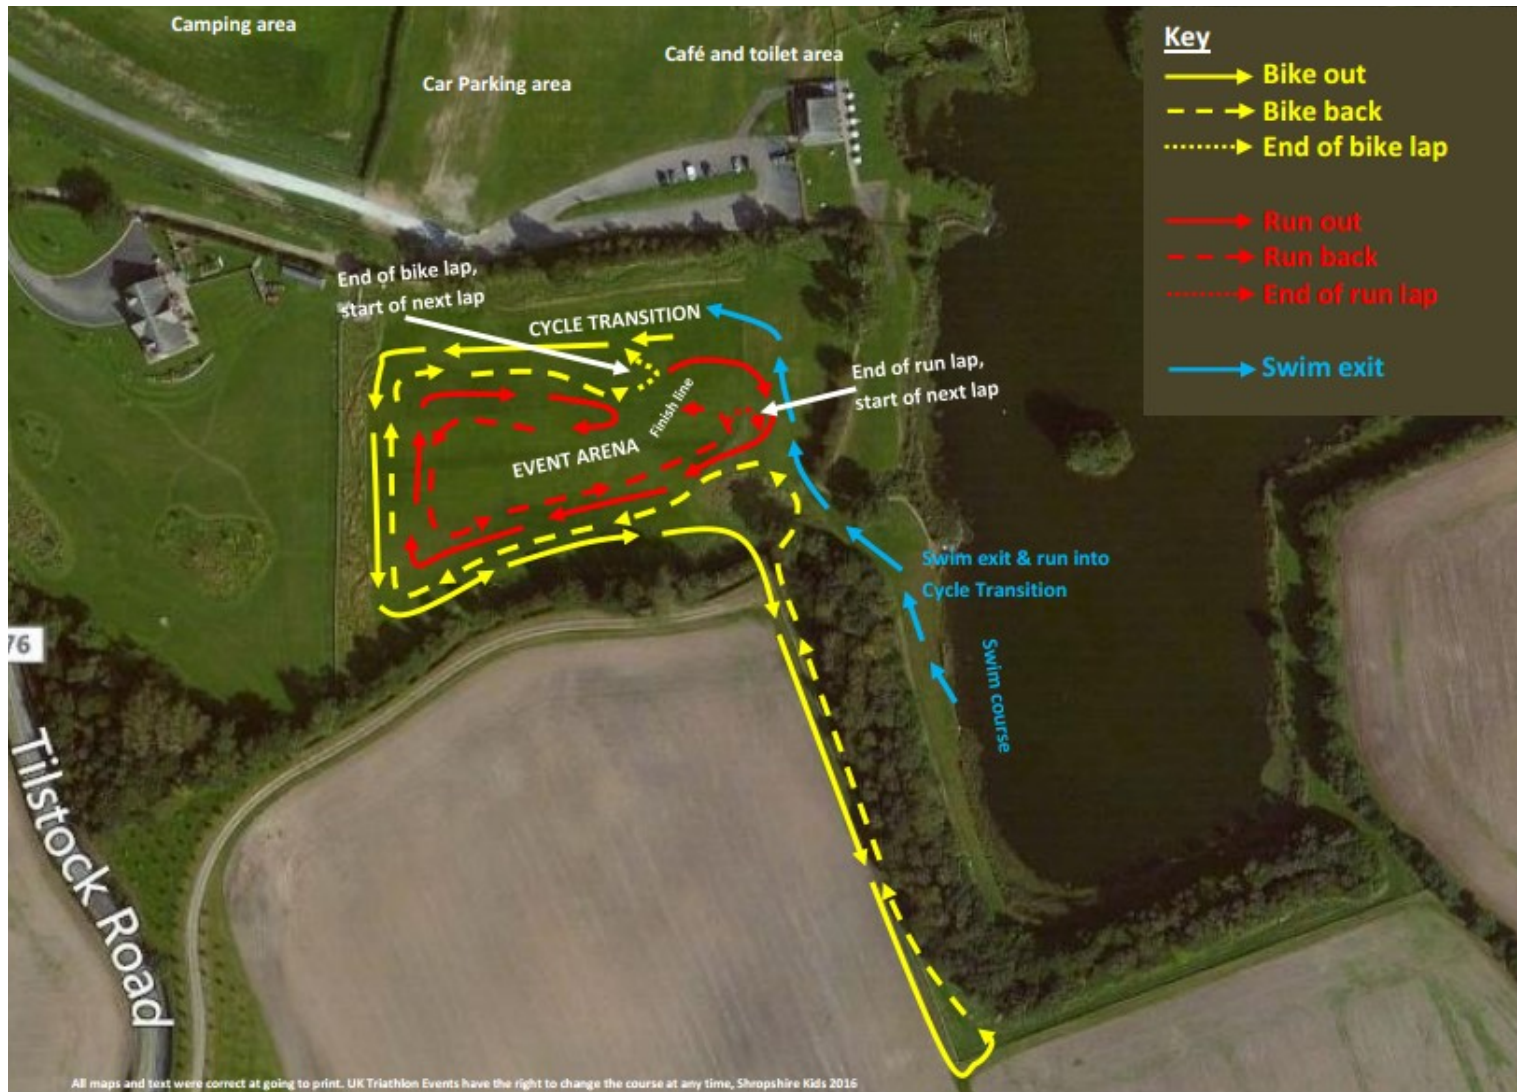 Camping area
Car Parking area
Café and toilet area
Key
Bike out
Bike back
End of bike lap
Run out
Run back
End of run lap
Swim exit
End of bike lap,
start of next lap
CYCLE TRANSITION
End of run lap,
start of next lap
Finish line
EVENT ARENA
Swim exit & run into
Cycle Transition
Swim course
76
Tilstock Road
All maps and text were correct at going to print. UK Triathlon Events have the right to change the course at any time, Shropshire Kids 2016